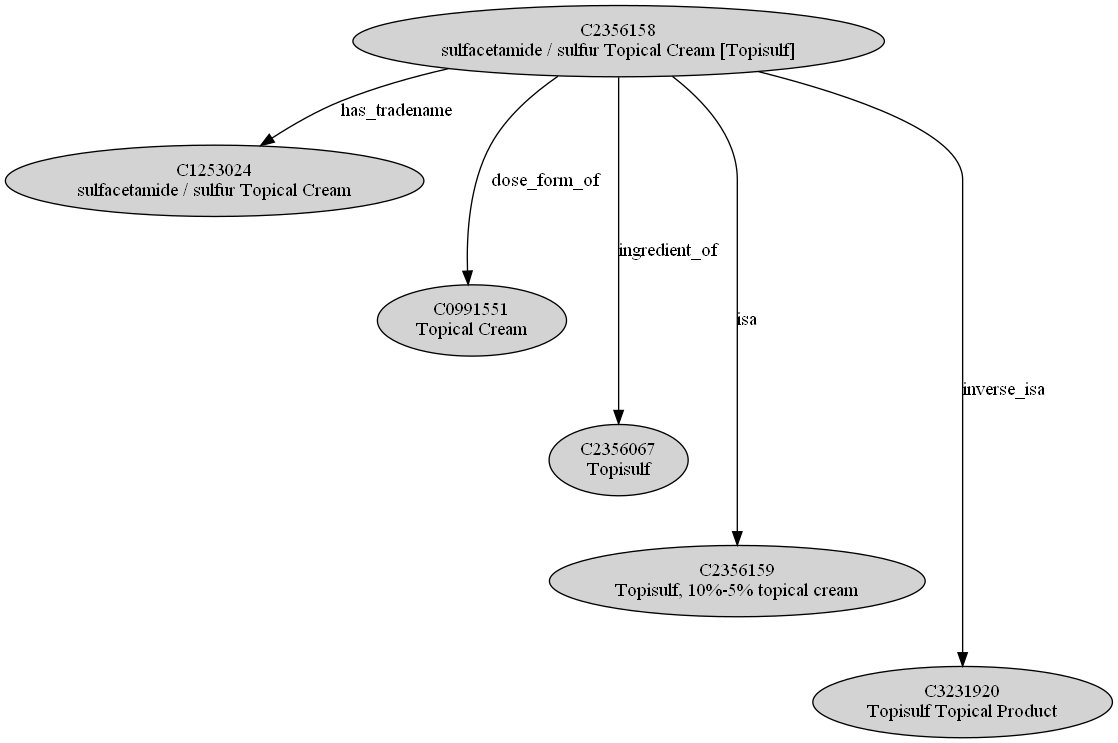 C2356158
sulfacetamide / sulfur Topical Cream [Topisulf]
has_tradename
C1253024
sulfacetamide / sulfur Topical Cream
dose_form_of
ingredient_of
C0991551
Topical Cream
isa
inverse_isa
C2356067
Topisulf
C2356159
Topisulf, 10%-5% topical cream
C3231920
Topisulf Topical Product